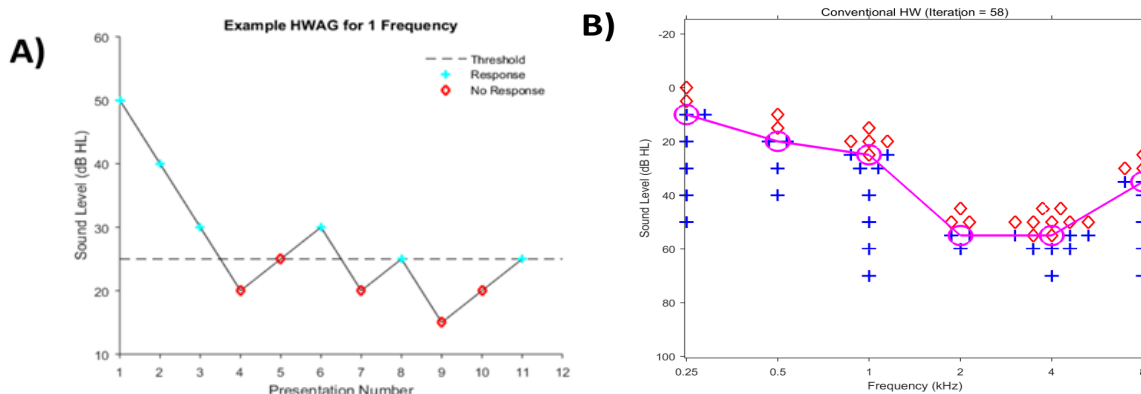 A)
Example HWAG for 1 Frequency
60
50
40
30
20
10
Sound Level (dB HL)
Threshold
Response
No Response
1 2 3 4 5 6 7 8 9 10 11 12
Presentation Number
B)
Conventional HW (Iteration = 58)
-20
0
20
40
60
80
100
Sound Level (dB HL)
0.25 0.5 1 2 4 8
Frequency (kHz)